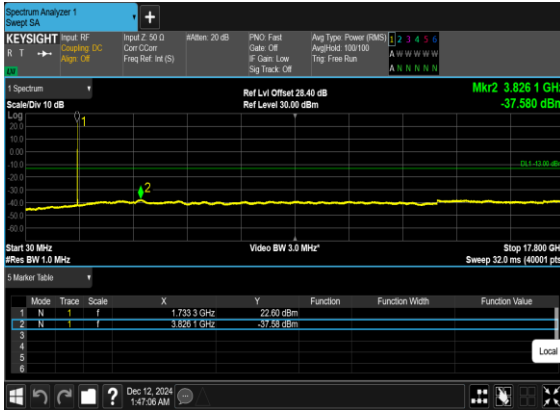 Spectrum Analyzer 1
Swept SA
+
KEYSIGHT Input: RF Input Z: 50 Ω #Atten: 20 dB PNO: Fast Avg Type: Power (RMS) 1 2 3 4 5 6
R T Coupling: DC Corr CCorr Gate: Off Avg|Hold: 100/100 A W W W W W
Align: Off Freq Ref: Int (S) IF Gain: Low Trig: Free Run
Sig Track: Off A N N N N N
1 Spectrum Ref Lvl Offset 28.40 dB Mkr2 3.826 1 GHz
Scale/Div 10 dB Ref Level 30.00 dBm -37.580 dBm
Log
20.0
10.0
0.00
-10.0
-20.0
-30.0
-40.0
-50.0
-60.0
1
2
DL1 -13.00 dBm
Start 30 MHz Video BW 3.0 MHz* Stop 17.800 GH
#Res BW 1.0 MHz Sweep 32.0 ms (40001 pts
5 Marker Table
Mode Trace Scale X Y Function Function Width Function Value
1 N 1 f 1.733 3 GHz 22.60 dBm
2 N 1 f 3.826 1 GHz -37.58 dBm
3
4
5
6
Local
? Dec 12, 2024
1:47:06 AM